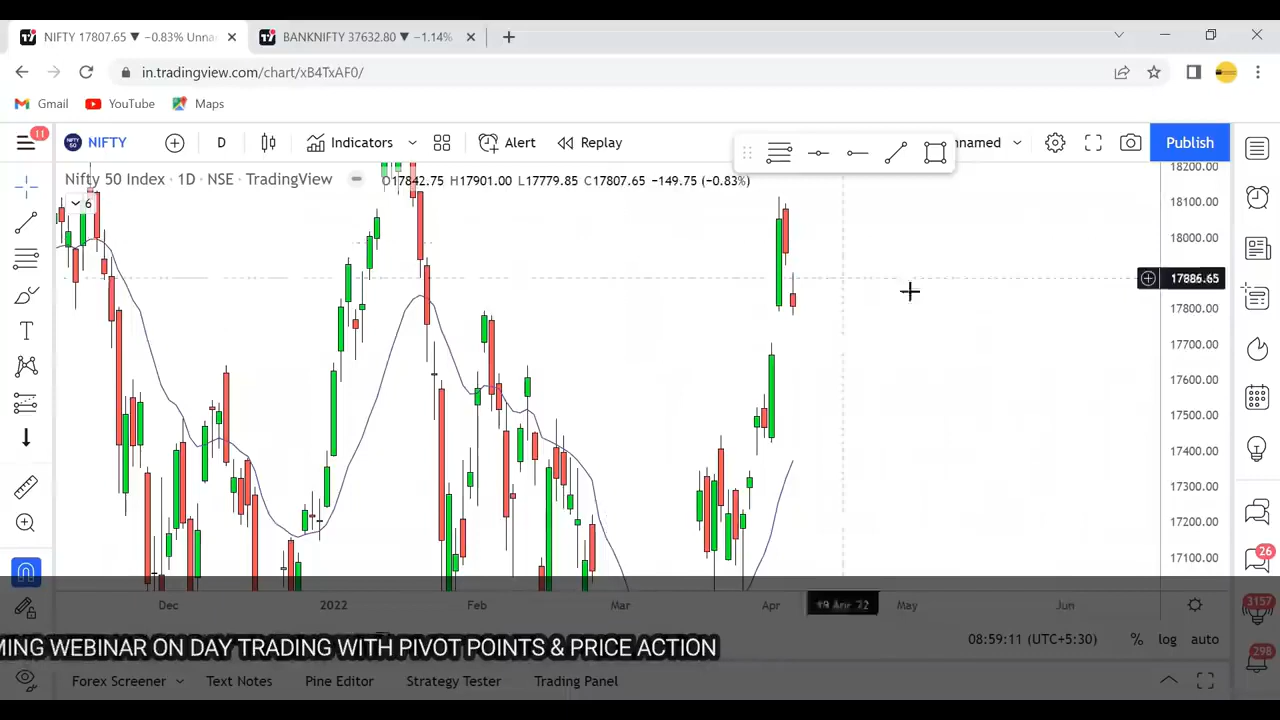 NIFTY 17807.65 ▼ −0.83% Unna
BANKNIFTY 37632.80 ▼ −1.14%
in.tradingview.com/chart/xB4TxAF0/
Gmail YouTube Maps
11 NIFTY D Indicators Alert Replay nnamed Publish
Nifty 50 Index · 1D · NSE · TradingView O17842.75 H17901.00 L17779.85 C17807.65 −149.75 (−0.83%)
6
18200.00
18100.00
18000.00
17886.65
17800.00
17700.00
17600.00
17500.00
17400.00
17300.00
17200.00
17100.00
26
Dec 2022 Feb Mar Apr May Jun
3157
08:59:11 (UTC+5:30) % log auto
MING WEBINAR ON DAY TRADING WITH PIVOT POINTS & PRICE ACTION
298
Forex Screener Text Notes Pine Editor Strategy Tester Trading Panel